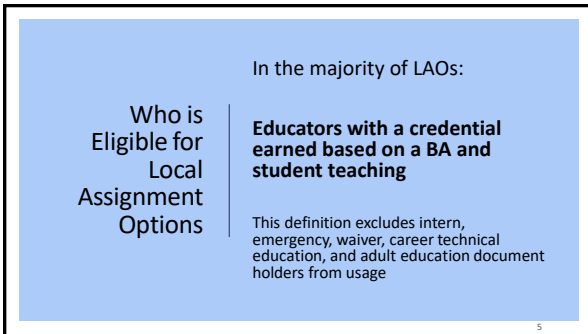 Who is
Eligible for
Local
Assignment
Options
In the majority of LAOs:
Educators with a credential
earned based on a BA and
student teaching
This definition excludes intern,
emergency, waiver, career technical
education, and adult education document
holders from usage
5